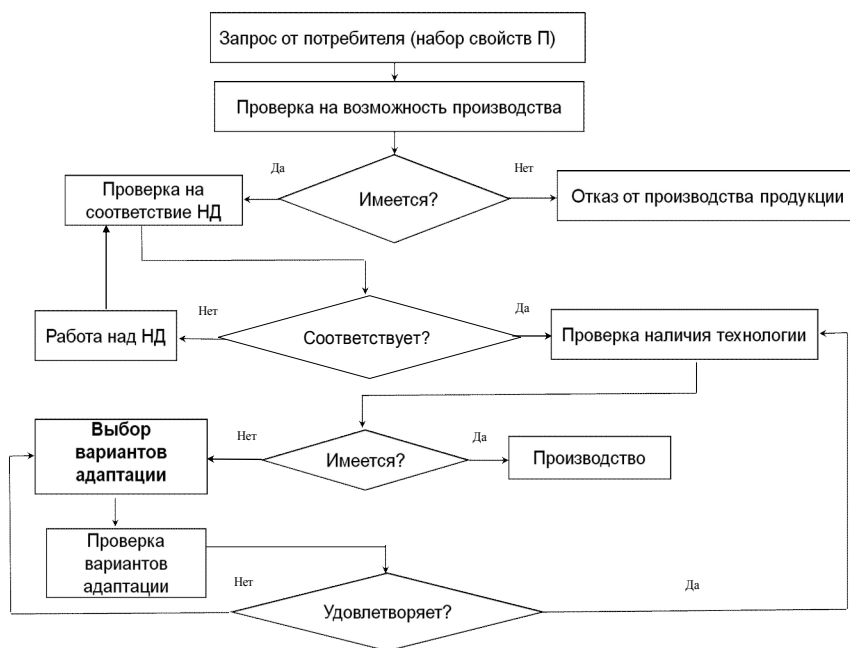 Запрос от потребителя (набор свойств П)
Проверка на возможность производства
Да
Нет
Проверка на
соответствие НД
Имеется?
Отказ от производства продукции
Нет
Да
Работа над НД
Соответствует?
Проверка наличия технологии
Выбор
вариантов
адаптации
Нет
Да
Имеется?
Производство
Проверка
вариантов
адаптации
Нет
Да
Удовлетворяет?